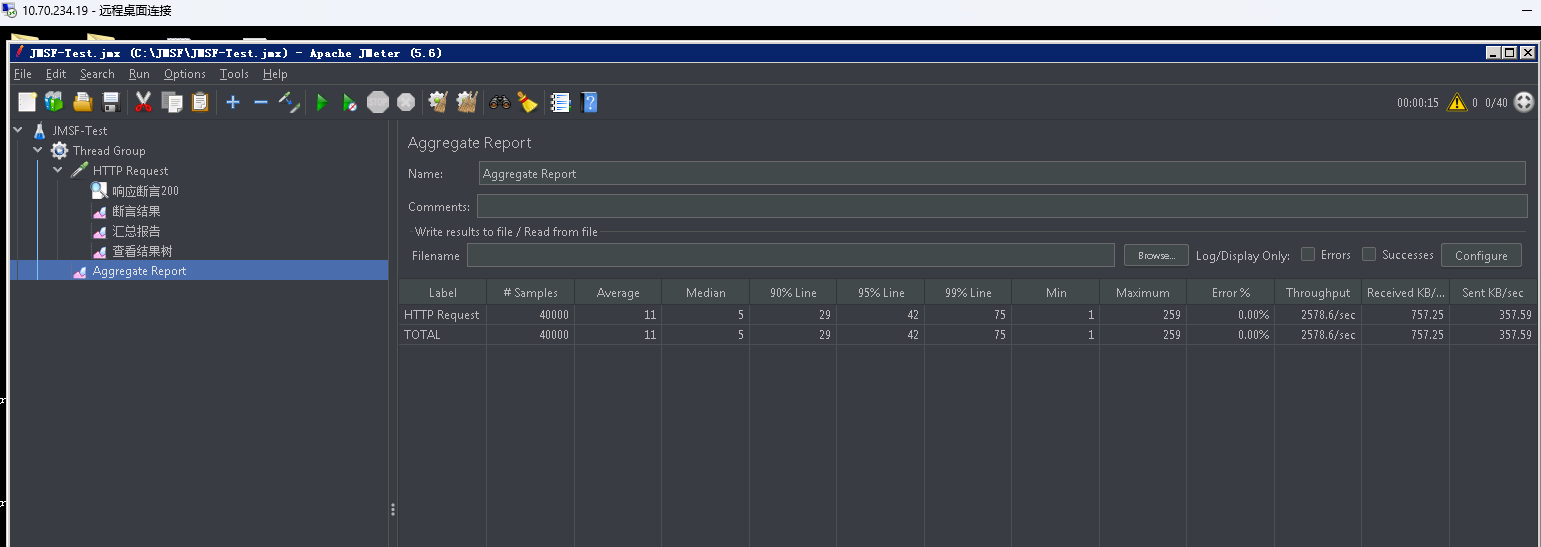 10.70.234.19 - 远程桌面连接
JMSF-Test.jmx (C:\JMSF\JMSF-Test.jmx) - Apache JMeter (5.6)
File Edit Search Run Options Tools Help
STOP 00:00:15 0 0/40
JMSF-Test
Thread Group
HTTP Request
响应断言200
断言结果
汇总报告
查看结果树
Aggregate Report
Aggregate Report
Name: Aggregate Report
Comments:
Write results to file / Read from file
Filename Browse... Log/Display Only: Errors Successes Configure
Label # Samples Average Median 90% Line 95% Line 99% Line Min Maximum Error % Throughput Received KB/... Sent KB/sec
HTTP Request 40000 11 5 29 42 75 1 259 0.00% 2578.6/sec 757.25 357.59
TOTAL 40000 11 5 29 42 75 1 259 0.00% 2578.6/sec 757.25 357.59